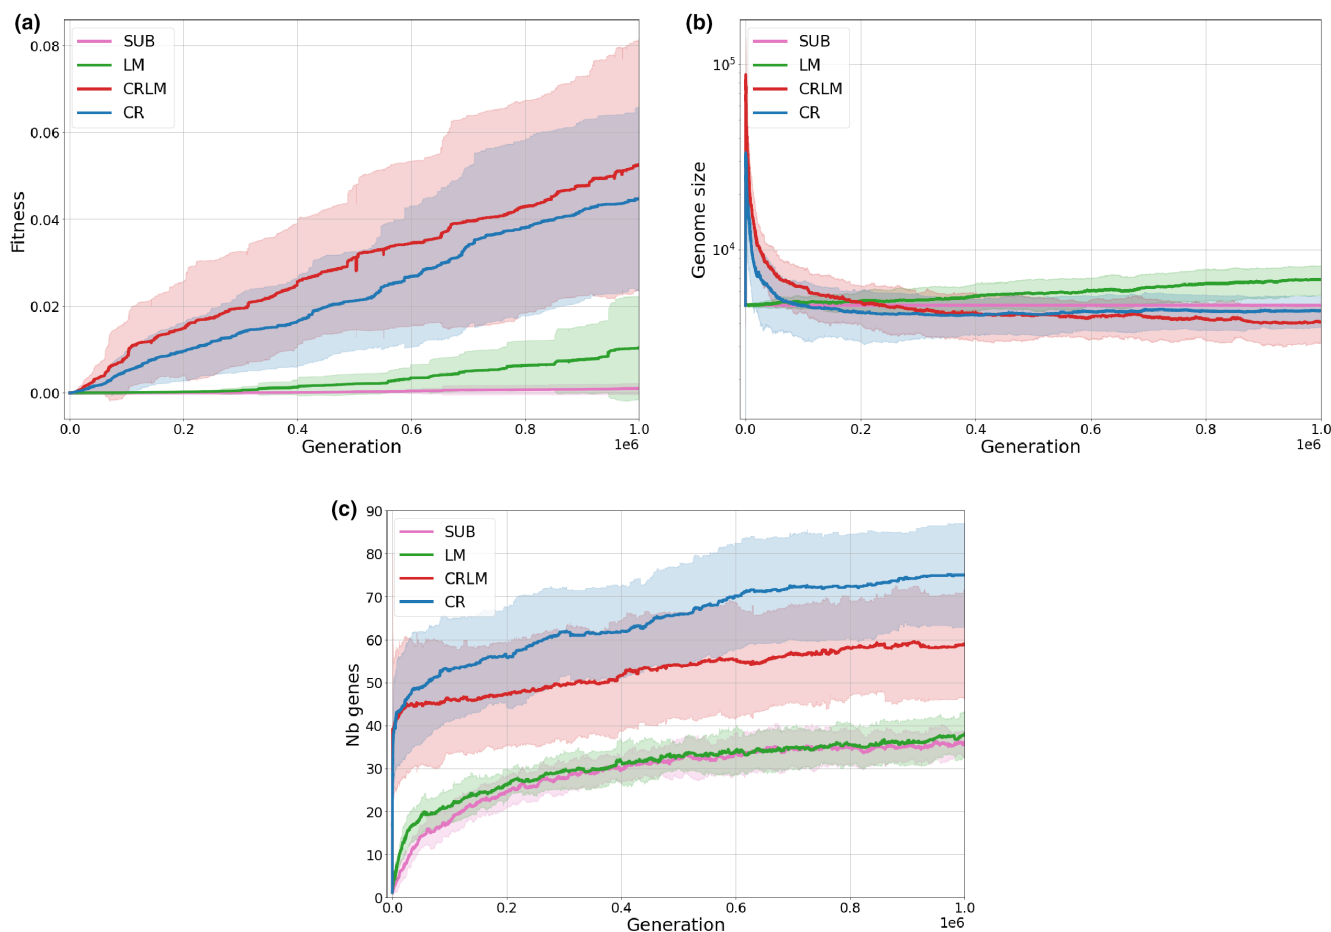 (a)
SUB
LM
CRLM
CR
0.08
0.06
0.04
0.02
0.00
Fitness
0.0 0.2 0.4 0.6 0.8 1.0
Generation
1e6
(b)
SUB
LM
CRLM
CR
10⁵
10⁴
Genome size
0.0 0.2 0.4 0.6 0.8 1.0
Generation
1e6
(c)
SUB
LM
CRLM
CR
90
80
70
60
50
40
30
20
10
0
Nb genes
0.0 0.2 0.4 0.6 0.8 1.0
Generation
1e6